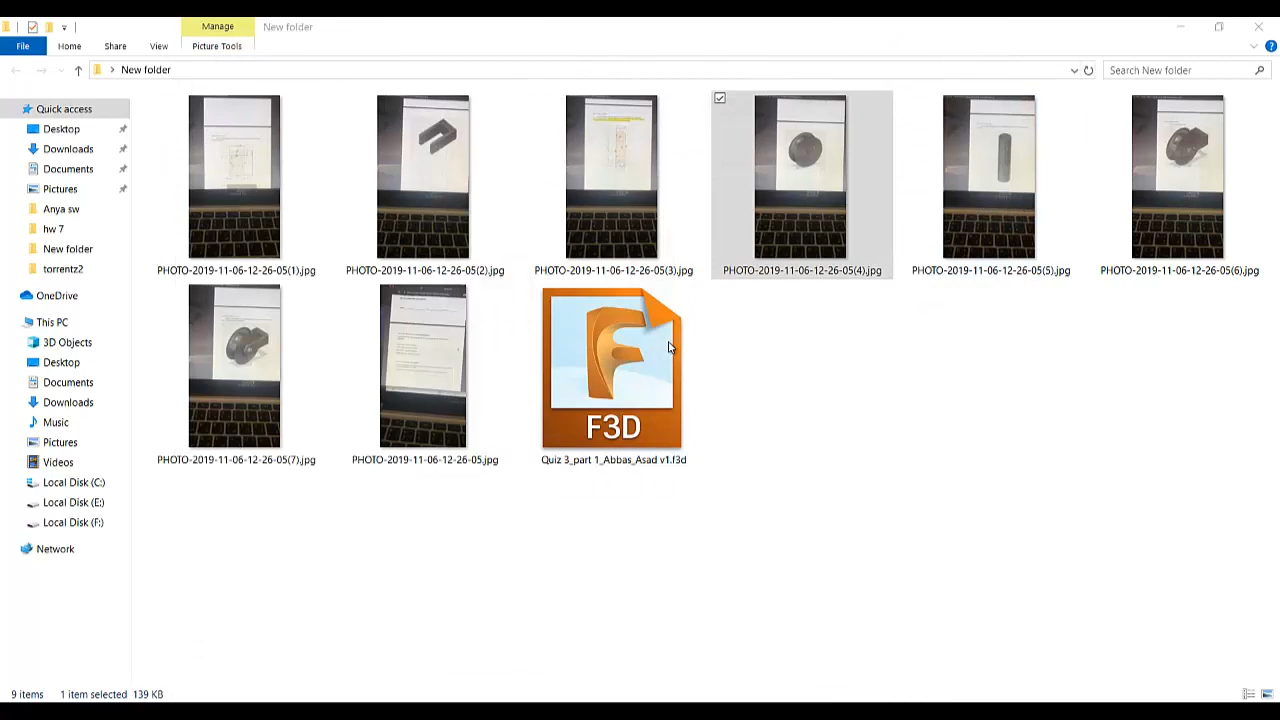 Manage
New folder
File
Home
Share
View
Picture Tools
New folder
Search New folder
Quick access
Desktop
Downloads
Documents
Pictures
Anya sw
hw 7
New folder
torrentz2
OneDrive
This PC
3D Objects
Desktop
Documents
Downloads
Music
Pictures
Videos
Local Disk (C:)
Local Disk (E:)
Local Disk (F:)
Network
PHOTO-2019-11-06-12-26-05(1).jpg
PHOTO-2019-11-06-12-26-05(2).jpg
PHOTO-2019-11-06-12-26-05(3).jpg
PHOTO-2019-11-06-12-26-05(4).jpg
PHOTO-2019-11-06-12-26-05(5).jpg
PHOTO-2019-11-06-12-26-05(6).jpg
F3D
PHOTO-2019-11-06-12-26-05(7).jpg
PHOTO-2019-11-06-12-26-05.jpg
Quiz 3_part 1_Abbas_Asad v1.f3d
9 items
1 item selected 139 KB